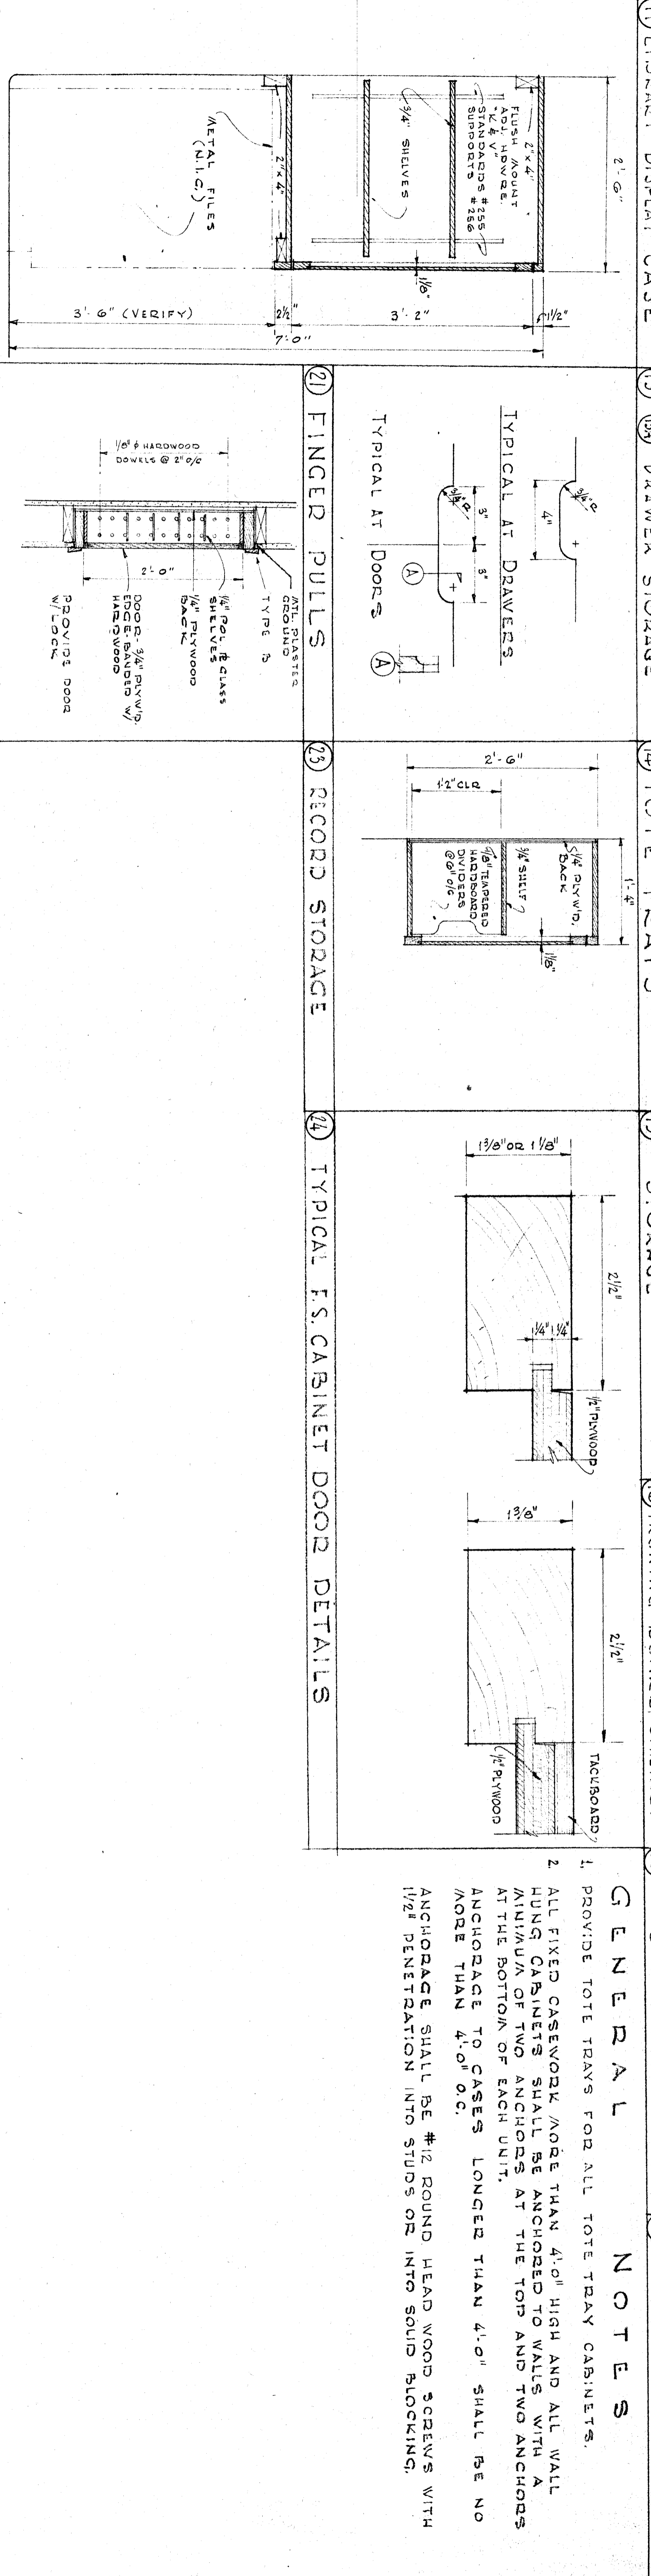 LIBRARY DISPLAY CASE
DRAWER STORAGE
TOTE TRAYS
STORAGE
2'-6"
2" x 4"
FLUSH MOUNT
ADJ. HDWRE.
"K & V"
STANDARDS #255
SUPPORTS #256
3/4" SHELVES
1 1/8"
2" x 4"
METAL FILES
(N.I.C.)
3'-6" (VERIFY)
2 1/2"
3'-2"
1 1/2"
7'-0"
3/4" R
4"
TYPICAL AT DRAWERS
3/4" R
3"
3"
A
A
TYPICAL AT DOORS
21 FINGER PULLS
1/8" φ HARDWOOD
DOWELS @ 2" O/C
2'-0"
MTL. PLASTER
GROUND
TYPE B
1/4" POL. PL GLASS
SHELVES
1/4" PLYWOOD
BACK
DOOR - 3/4" PLYW'D.
EDGE-BANDED W/
HARDWOOD
PROVIDE DOOR
W/LOCK
2'-6"
1'-2" CLR
1'-4"
1/4" PLYW'D.
BACK
3/4" SHELF
1/8" TEMPERED
HARDBOARD
DIVIDERS
@ 6" O/C
1 1/8"
23 RECORD STORAGE
1 3/8" OR 1 1/8"
2 1/2"
1/4" 1/4"
1/2" PLYWOOD
1 3/8"
2 1/2"
TACKBOARD
1/2" PLYWOOD
24 TYPICAL F.S. CABINET DOOR DETAILS
GENERAL NOTES
1. PROVIDE TOTE TRAYS FOR ALL TOTE TRAY CABINETS.
2. ALL FIXED CASEWORK MORE THAN 4'-0" HIGH AND ALL WALL
HUNG CABINETS SHALL BE ANCHORED TO WALLS WITH A
MINIMUM OF TWO ANCHORS AT THE TOP AND TWO ANCHORS
AT THE BOTTOM OF EACH UNIT.
ANCHORAGE TO CASES LONGER THAN 4'-0" SHALL BE NO
MORE THAN 4'-0" O.C.
ANCHORAGE SHALL BE #12 ROUND HEAD WOOD SCREWS WITH
1 1/2" PENETRATION INTO STUDS OR INTO SOLID BLOCKING.